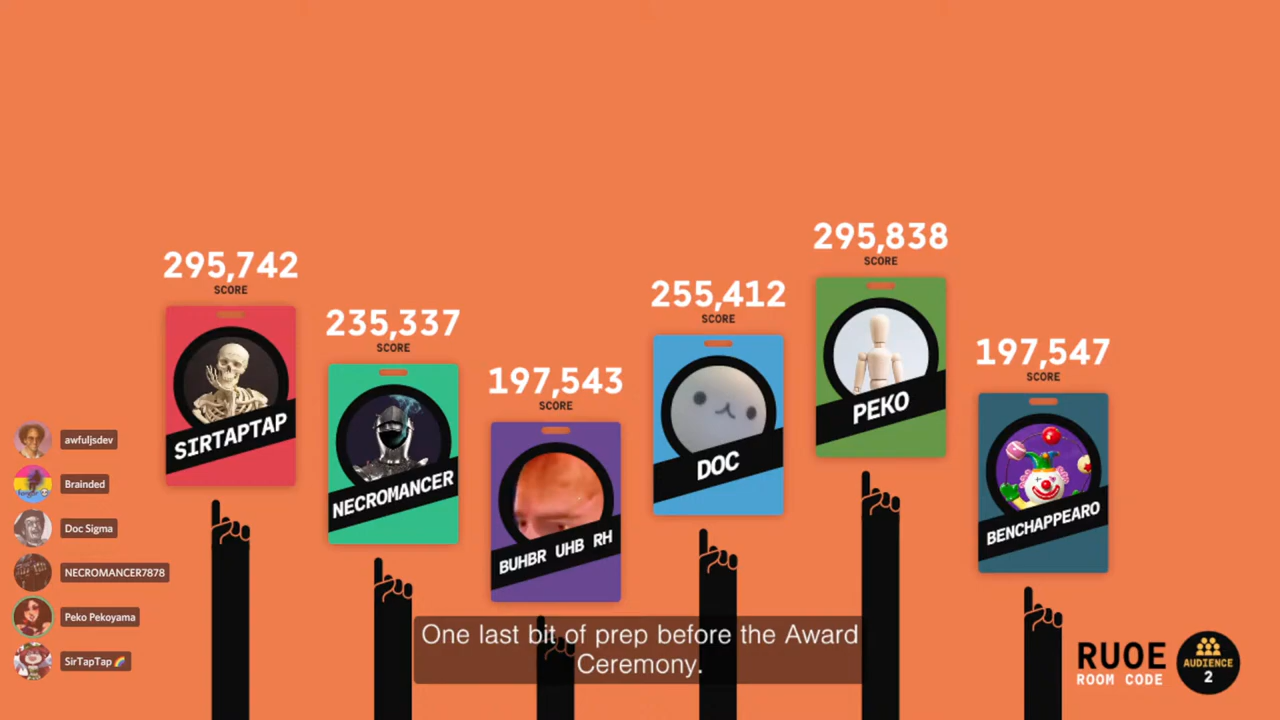 295,742
SCORE
SIRTAPTAP
235,337
SCORE
NECROMANCER
197,543
SCORE
BUHBR UHB RH
255,412
SCORE
DOC
295,838
SCORE
PEKO
197,547
SCORE
BENCHAPPEARO
awfuljsdev
Brainded
Doc Sigma
NECROMANCER7878
Peko Pekoyama
SirTapTap 🌈
One last bit of prep before the Award
Ceremony.
RUOE
ROOM CODE
AUDIENCE
2